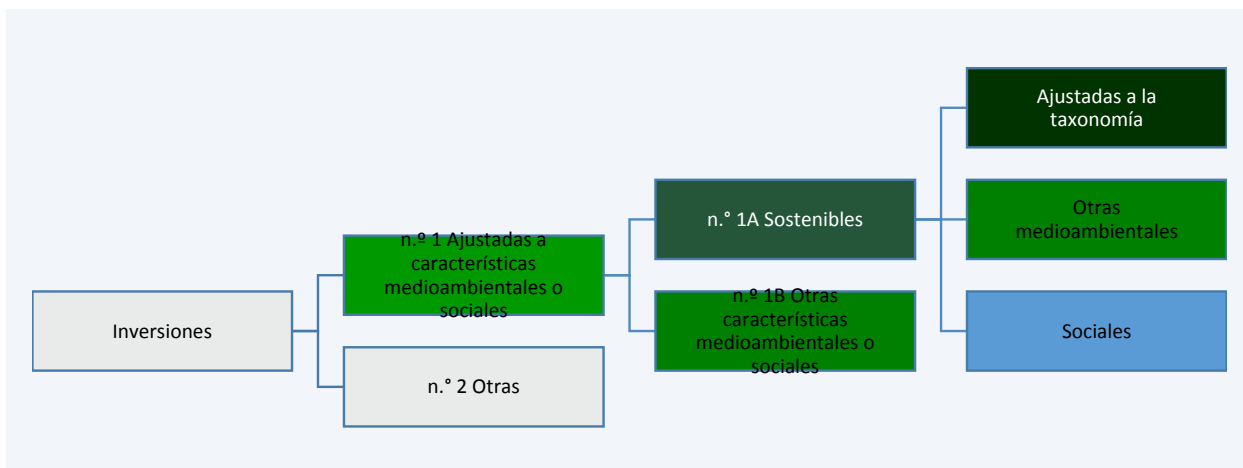 Inversiones
n.º 1 Ajustadas a
características
medioambientales o
sociales
n.° 2 Otras
n.° 1A Sostenibles
n.º 1B Otras
características
medioambientales o
sociales
Ajustadas a la
taxonomía
Otras
medioambientales
Sociales